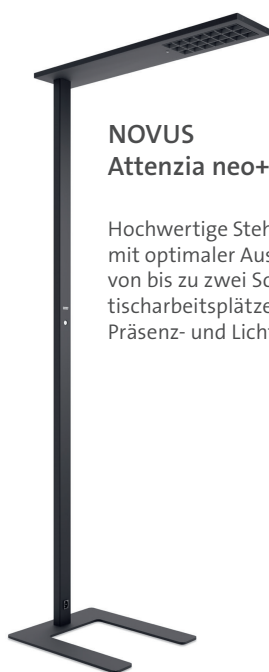 NOVUS
Attenzia neo+
Hochwertige Steh
mit optimaler Aus
von bis zu zwei Sc
tischarbeitsplätze
Präsenz- und Licht